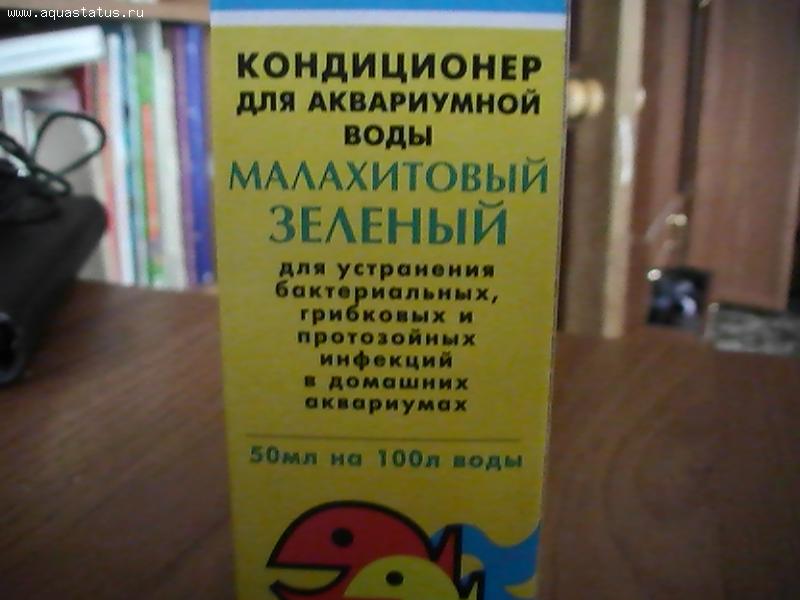 www.aquastatus.ru
КОНДИЦИОНЕР
ДЛЯ АКВАРИУМНОЙ
ВОДЫ
МАЛАХИТОВЫЙ
ЗЕЛЕНЫЙ
для устранения
бактериальных,
грибковых и
протозойных
инфекций
в домашних
аквариумах
50мл на 100л воды